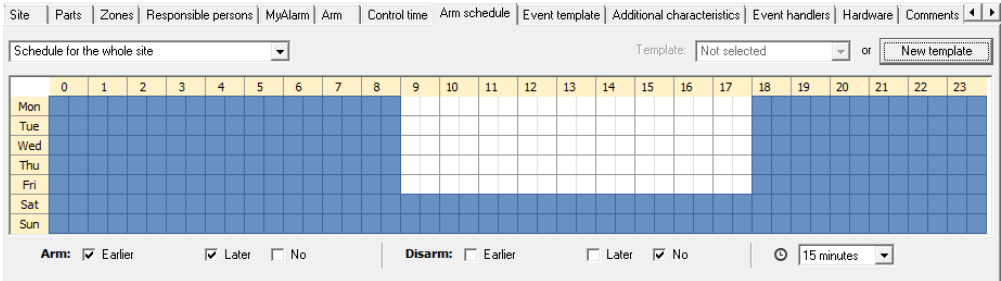 Site Parts Zones Responsible persons MyAlarm Arm Control time Arm schedule Event template Additional characteristics Event handlers Hardware Comments
Schedule for the whole site Template: Not selected or New template
0 1 2 3 4 5 6 7 8 9 10 11 12 13 14 15 16 17 18 19 20 21 22 23
Mon
Tue
Wed
Thu
Fri
Sat
Sun
Arm: Earlier Later No Disarm: Earlier Later No 15 minutes